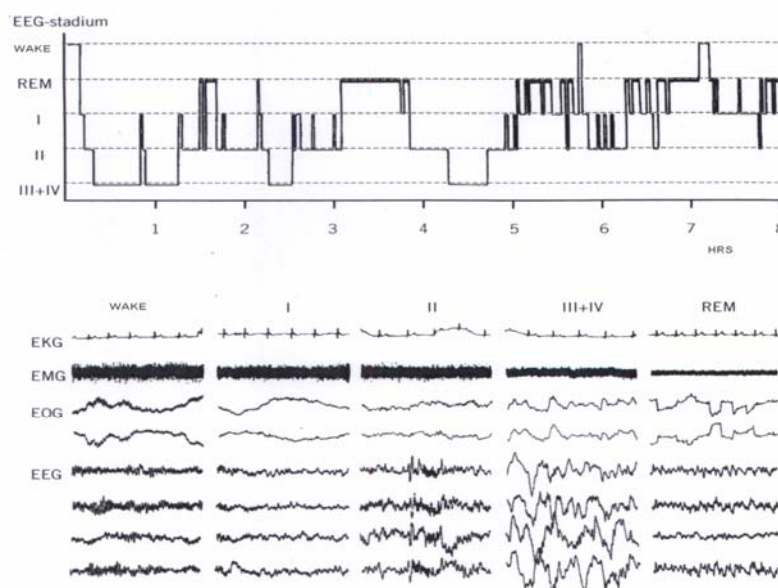 EEG-stadium
WAKE
REM
I
II
III+IV
1 2 3 4 5 6 7 8
HRS
WAKE I II III+IV REM
EKG
EMG
EOG
EEG